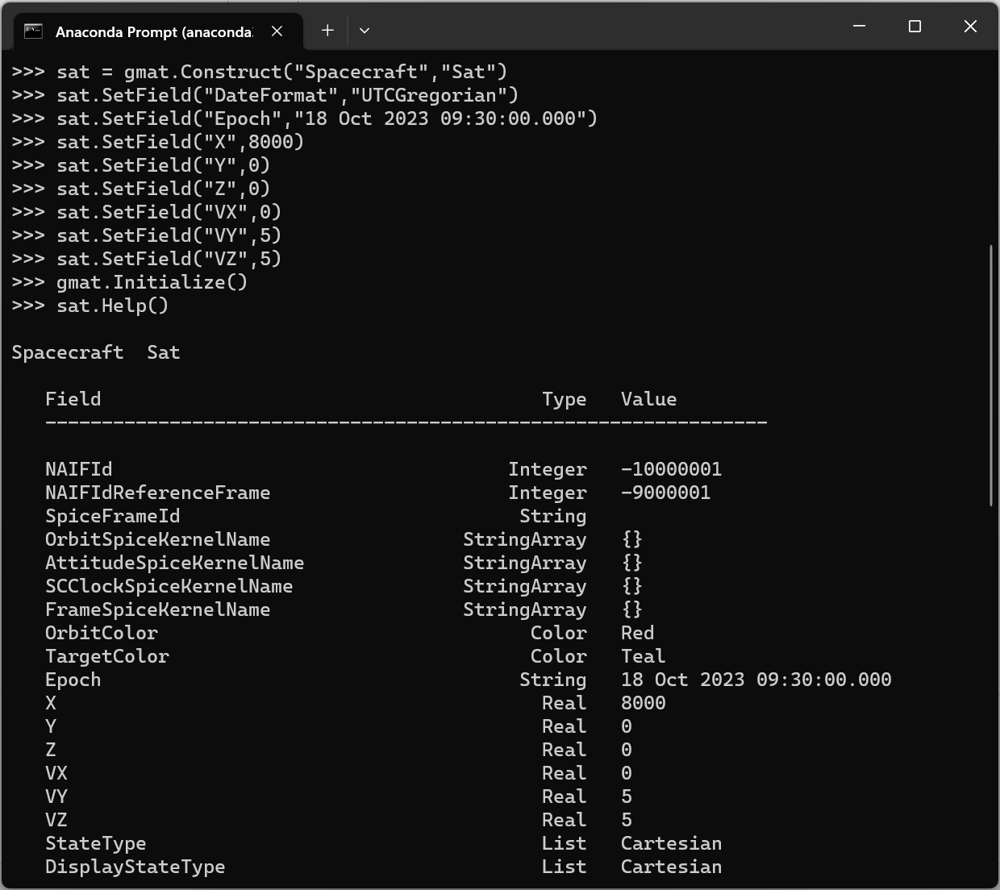 Anaconda Prompt (anaconda
>>> sat = gmat.Construct("Spacecraft","Sat")
>>> sat.SetField("DateFormat","UTCGregorian")
>>> sat.SetField("Epoch","18 Oct 2023 09:30:00.000")
>>> sat.SetField("X",8000)
>>> sat.SetField("Y",0)
>>> sat.SetField("Z",0)
>>> sat.SetField("VX",0)
>>> sat.SetField("VY",5)
>>> sat.SetField("VZ",5)
>>> gmat.Initialize()
>>> sat.Help()
Spacecraft  Sat
Field Type Value
----------------------------------------------------------------
NAIFId Integer -10000001
NAIFIdReferenceFrame Integer -9000001
SpiceFrameId String
OrbitSpiceKernelName StringArray {}
AttitudeSpiceKernelName StringArray {}
SCClockSpiceKernelName StringArray {}
FrameSpiceKernelName StringArray {}
OrbitColor Color Red
TargetColor Color Teal
Epoch String 18 Oct 2023 09:30:00.000
X Real 8000
Y Real 0
Z Real 0
VX Real 0
VY Real 5
VZ Real 5
StateType List Cartesian
DisplayStateType List Cartesian